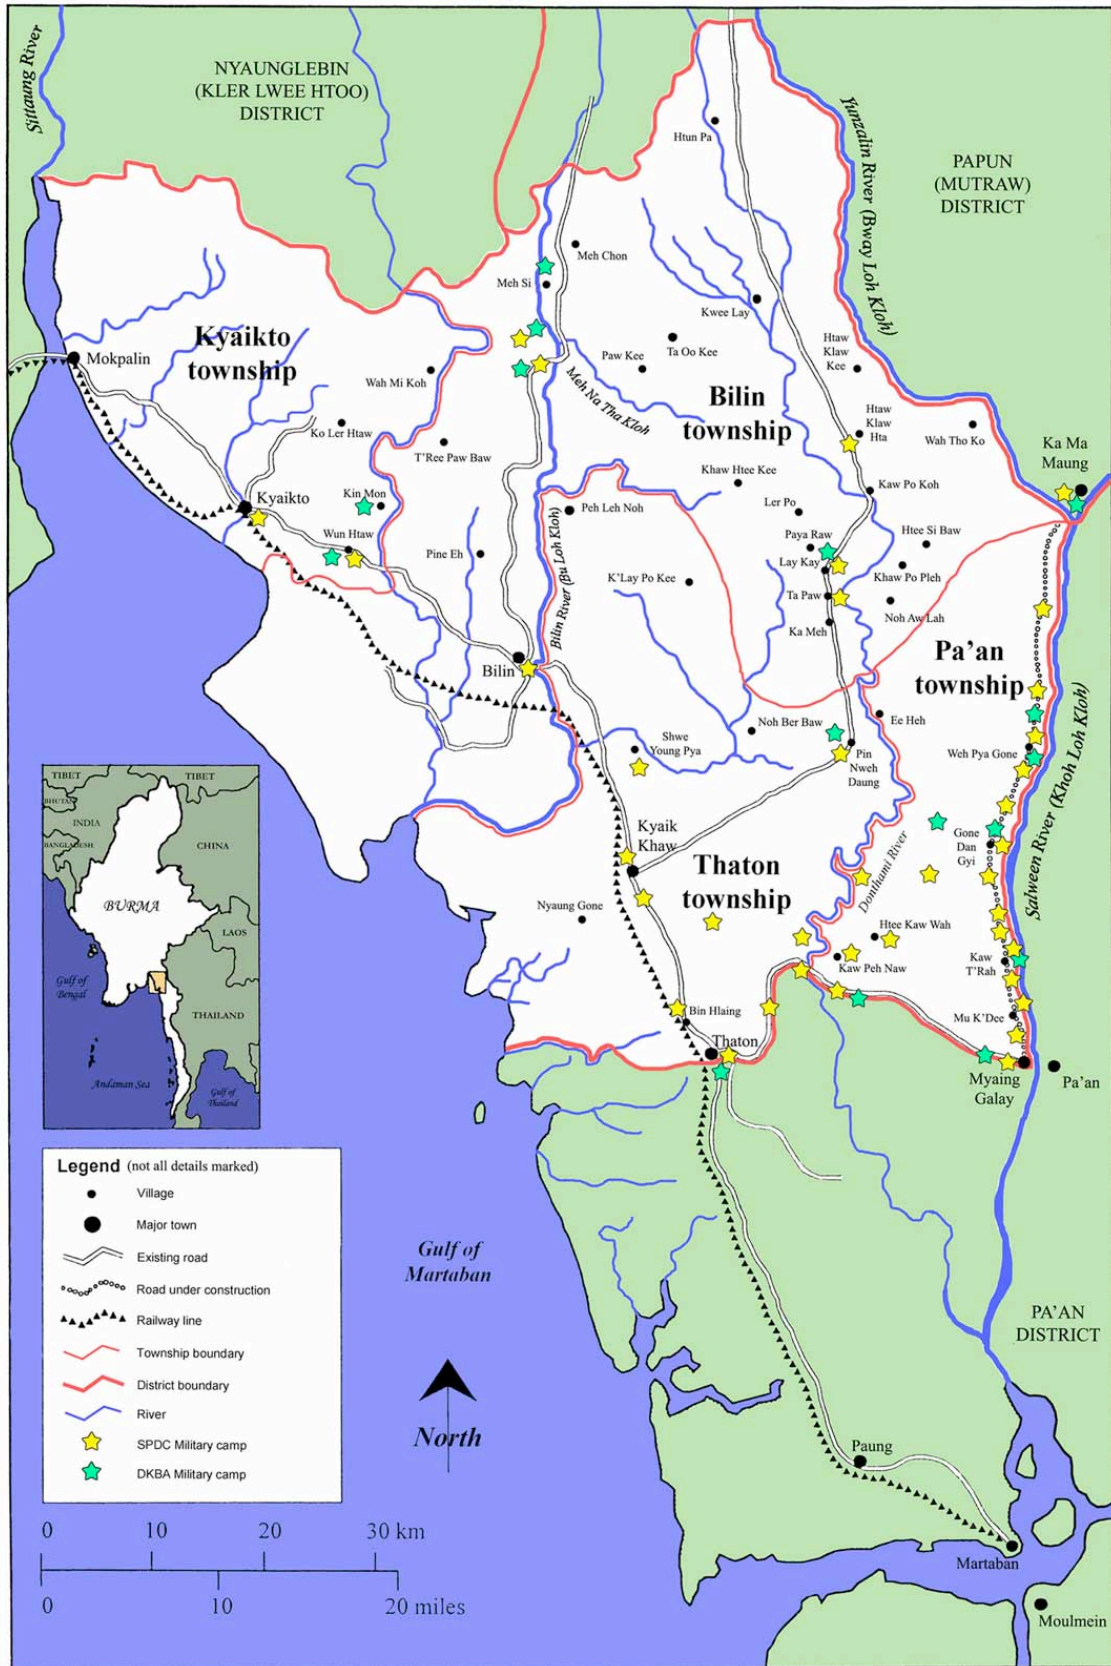 Sittaung River
NYAUNGLEBIN
(KLER LWEE HTOO)
DISTRICT
Yunzalin River (Bway Loh Kloh)
PAPUN
(MUTRAW)
DISTRICT
Htun Pa
Meh Chon
Meh Si
Kwee Lay
Kyaikto
township
Mokpalin
Ta Oo Kee
Paw Kee
Htaw
Klaw
Kee
Wah Mi Koh
Meh Na Tha Kloh
Bilin
township
Ko Ler Htaw
T'Ree Paw Baw
Htaw
Klaw
Hta
Wah Tho Ko
Ka Ma
Maung
Khaw Htee Kee
Kaw Po Koh
Kyaikto
Kin Mon
Peh Leh Noh
Ler Po
Wun Htaw
Pine Eh
Bilin River (Bu Loh Kloh)
Paya Raw
Htee Si Baw
Lay Kay
Khaw Po Pleh
K'Lay Po Kee
Ta Paw
Noh Aw Lah
Ka Meh
Pa'an
township
Bilin
Ee Heh
Noh Ber Baw
Shwe
Young Pya
Pin
Nweh
Daung
Weh Pya Gone
Salween River (Khoh Loh Kloh)
Kyaik
Khaw
Gone
Dan
Gyi
Thaton
township
Donthami River
Nyaung Gone
Htee Kaw Wah
Kaw Peh Naw
Kaw
T'Rah
Bin Hlaing
Mu K'Dee
Thaton
Myaing
Galay
Pa'an
TIBET
TIBET
BHUTAN
INDIA
BANGLADESH
CHINA
BURMA
LAOS
Gulf of
Bengal
THAILAND
Andaman Sea
Gulf of
Thailand
Legend (not all details marked)
Village
Major town
Existing road
Road under construction
Railway line
Township boundary
District boundary
River
SPDC Military camp
DKBA Military camp
Gulf of
Martaban
North
PA'AN
DISTRICT
Paung
Martaban
Moulmein
0 10 20 30 km
0 10 20 miles